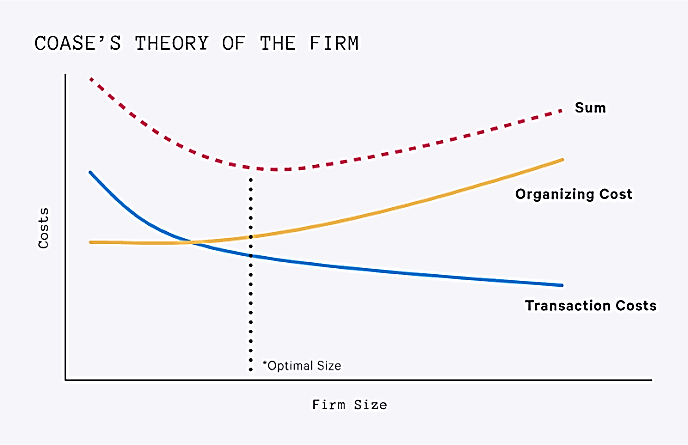 COASE'S THEORY OF THE FIRM
Sum
Organizing Cost
Costs
Transaction Costs
*Optimal Size
Firm Size